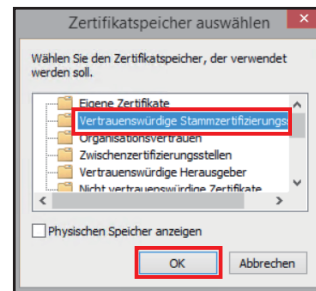 Zertifikatspeicher auswählen
Wählen Sie den Zertifikatspeicher, der verwendet
werden soll.
Eigene Zertifikate
Vertrauenswürdige Stammzertifizierungs
Organisationsvertrauen
Zwischenzertifizierungsstellen
Vertrauenswürdige Herausgeber
Nicht vertrauenswürdige Zertifikate
Physischen Speicher anzeigen
OK Abbrechen